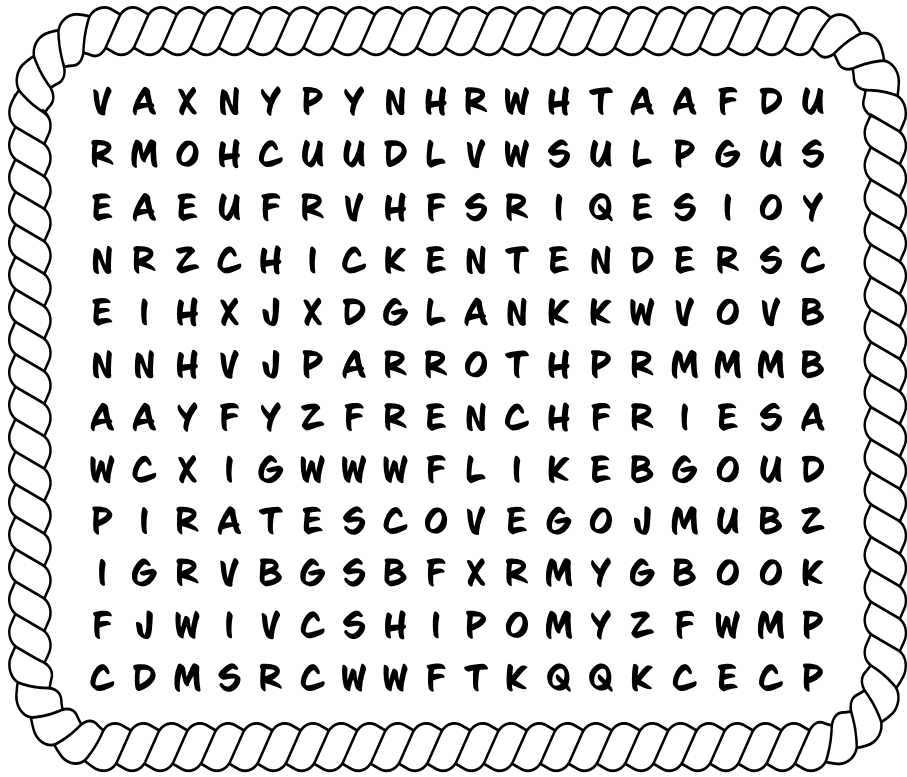 V A X N Y P Y N H R W H T A A F D U
R M O H C U U D L V W S U L P G U S
E A E U F R V H F S R I Q E S I O Y
N R Z C H I C K E N T E N D E R S C
E I H X J X D G L A N K K W V O V B
N N H V J P A R R O T H P R M M M B
A A Y F Y Z F R E N C H F R I E S A
W C X I G W W W F L I K E B G O U D
P I R A T E S C O V E G O J M U B Z
I G R V B G S B F X R M Y G B O O K
F J W I V C S H I P O M Y Z F W M P
C D M S R C W W F T K Q Q K C E C P